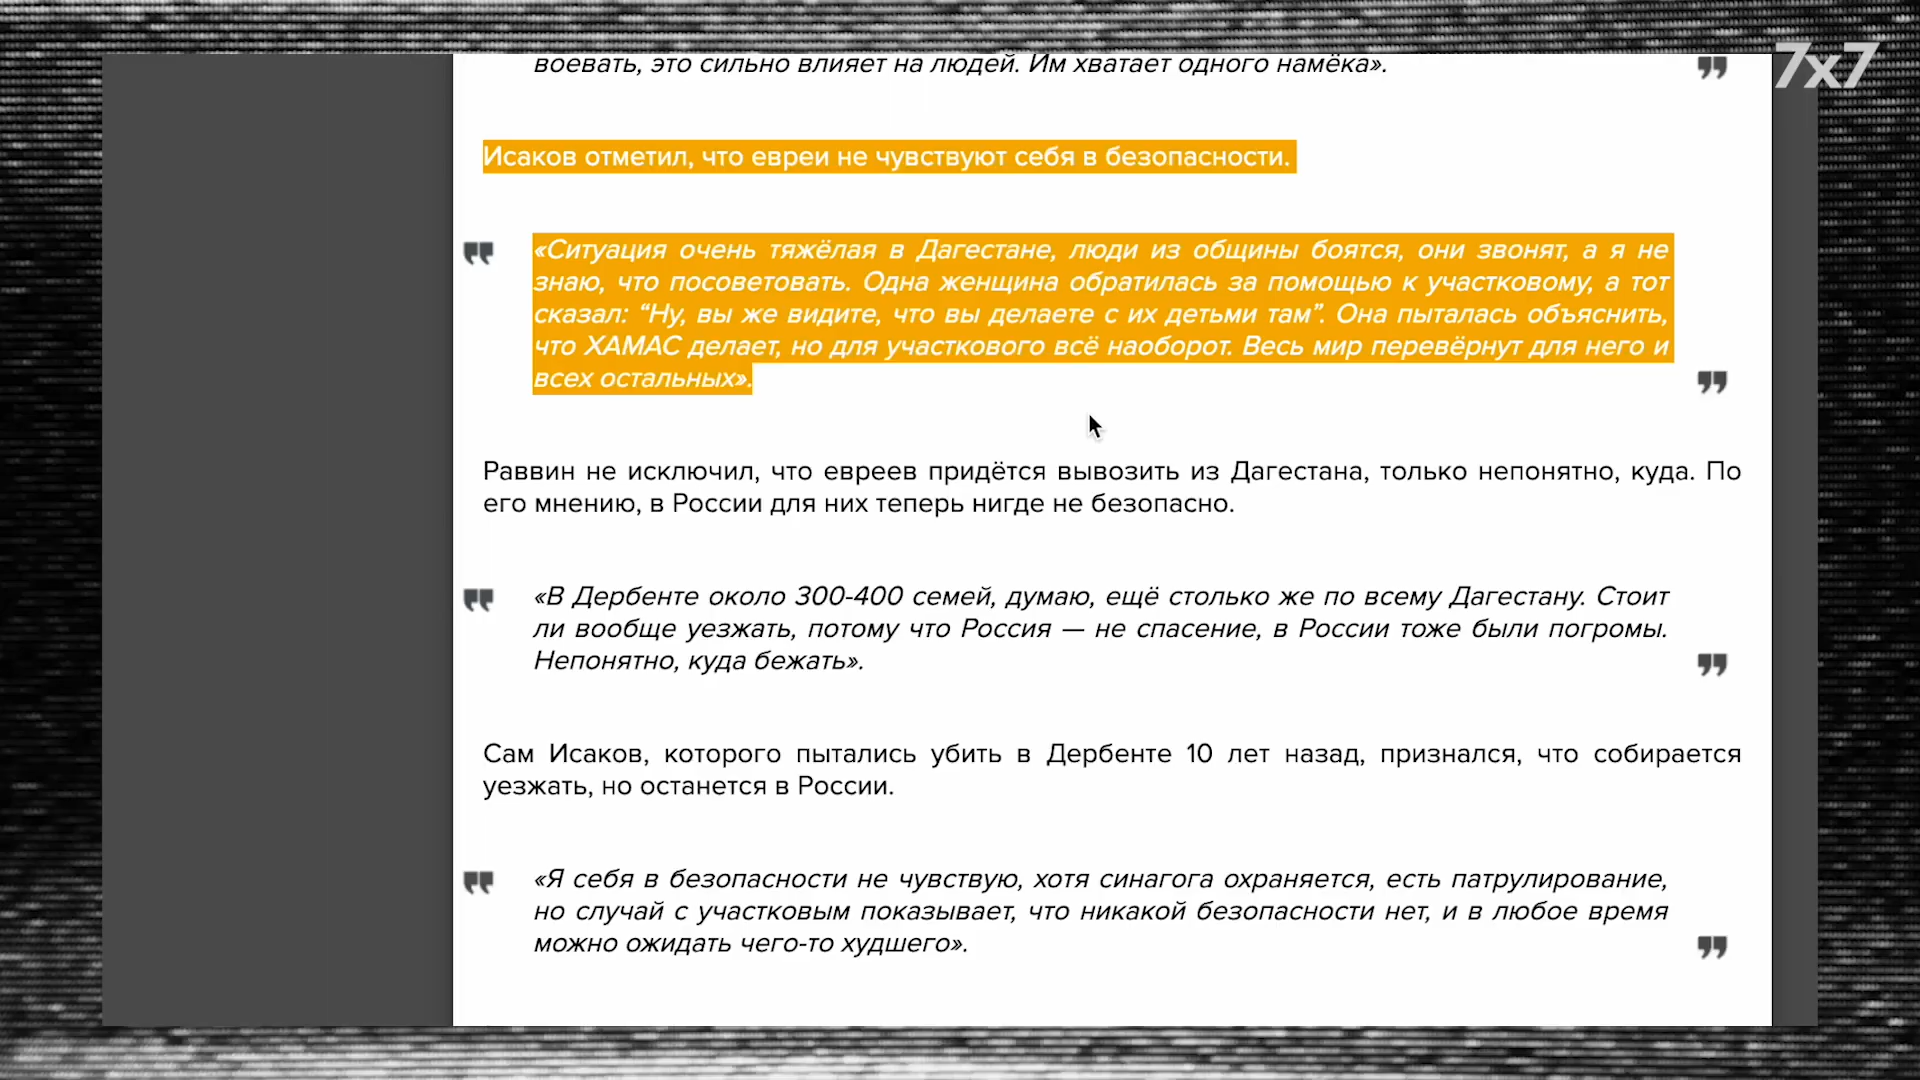 7x7
воевать, это сильно влияет на людей. Им хватает одного намёка».
Исаков отметил, что евреи не чувствуют себя в безопасности.
«Ситуация очень тяжёлая в Дагестане, люди из общины боятся, они звонят, а я не
знаю, что посоветовать. Одна женщина обратилась за помощью к участковому, а тот
сказал: “Ну, вы же видите, что вы делаете с их детьми там”. Она пыталась объяснить,
что ХАМАС делает, но для участкового всё наоборот. Весь мир перевёрнут для него и
всех остальных».
Раввин не исключил, что евреев придётся вывозить из Дагестана, только непонятно, куда. По
его мнению, в России для них теперь нигде не безопасно.
«В Дербенте около 300-400 семей, думаю, ещё столько же по всему Дагестану. Стоит
ли вообще уезжать, потому что Россия — не спасение, в России тоже были погромы.
Непонятно, куда бежать».
Сам Исаков, которого пытались убить в Дербенте 10 лет назад, признался, что собирается
уезжать, но останется в России.
«Я себя в безопасности не чувствую, хотя синагога охраняется, есть патрулирование,
но случай с участковым показывает, что никакой безопасности нет, и в любое время
можно ожидать чего-то худшего».